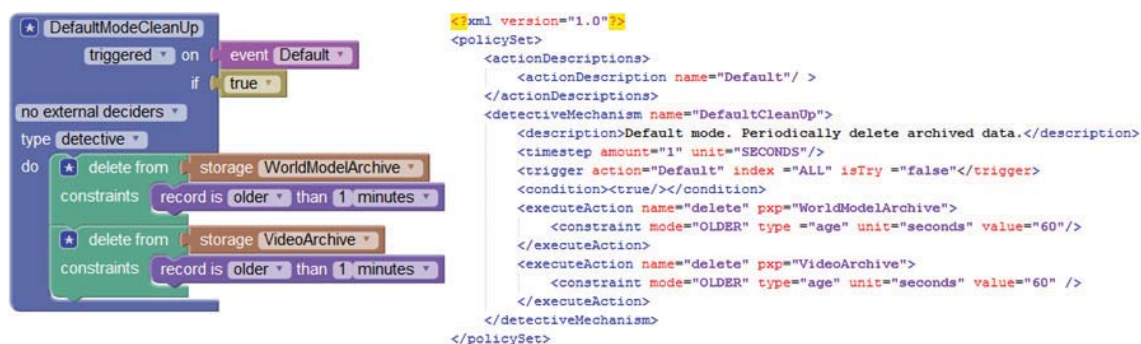 DefaultModeCleanUp
triggered on event Default
if true
no external deciders
type detective
do delete from storage WorldModelArchive
constraints record is older than 1 minutes
delete from storage VideoArchive
constraints record is older than 1 minutes
<?xml version="1.0"?>
<policySet>
<actionDescriptions>
<actionDescription name="Default"/ >
</actionDescriptions>
<detectiveMechanism name="DefaultCleanUp">
<description>Default mode. Periodically delete archived data.</description>
<timestep amount="1" unit="SECONDS"/>
<trigger action="Default" index ="ALL" isTry ="false"</trigger>
<condition><true/></condition>
<executeAction name="delete" pxp="WorldModelArchive">
<constraint mode="OLDER" type ="age" unit="seconds" value="60"/>
</executeAction>
<executeAction name="delete" pxp="VideoArchive">
<constraint mode="OLDER" type="age" unit="seconds" value="60" />
</executeAction>
</detectiveMechanism>
</policySet>